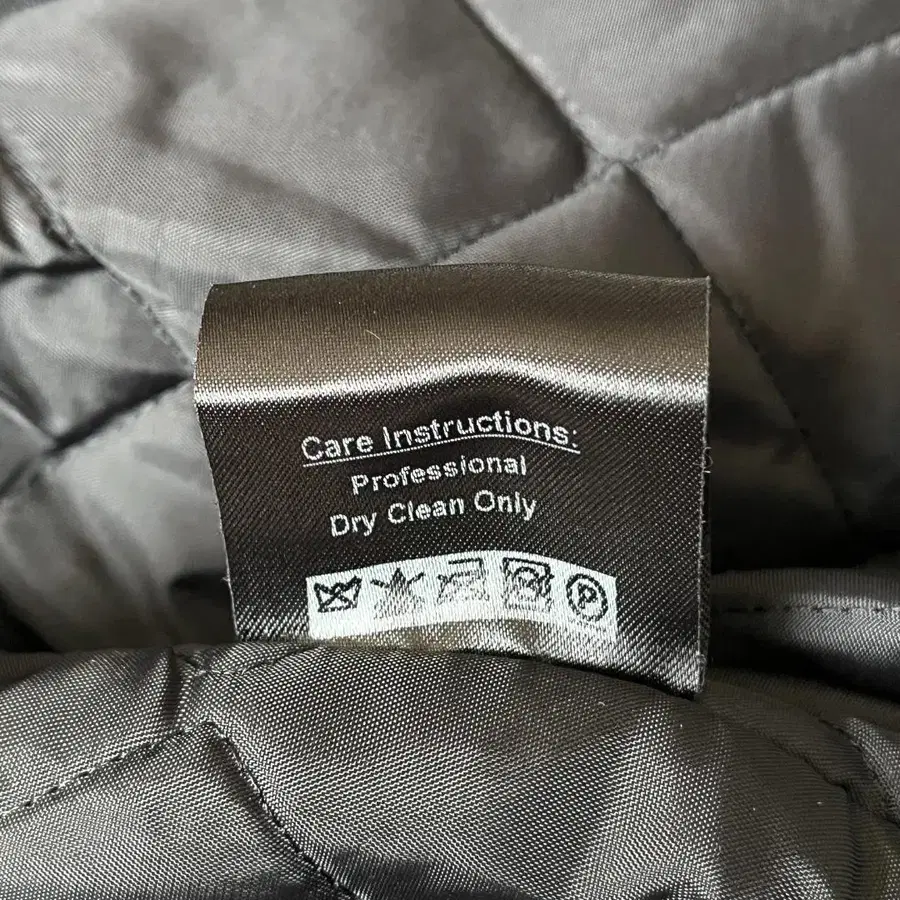 Care Instructions:
Professional
Dry Clean Only
P